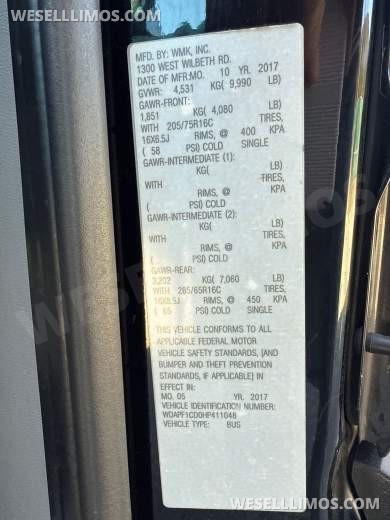 WESELLLIMOS.COM
MFD. BY: WMK, INC.
1300 WEST WILBETH RD.
DATE OF MFR:MO. 10 YR. 2017
GVWR: 4,531 KG( 9,990 LB)
GAWR-FRONT:
1,851 KG( 4,080 LB)
WITH 205/75R16C TIRES,
16X6.5J RIMS, @ 400 KPA
( 58 PSI) COLD SINGLE
GAWR-INTERMEDIATE (1):
KG( LB)
WITH TIRES,
RIMS, @ KPA
( PSI) COLD
GAWR-INTERMEDIATE (2):
KG( LB)
WITH TIRES,
RIMS, @ KPA
( PSI) COLD
GAWR-REAR:
3,202 KG( 7,060 LB)
WITH 285/65R16C TIRES,
16X8.5J RIMS, @ 450 KPA
( 65 PSI) COLD SINGLE
THIS VEHICLE CONFORMS TO ALL
APPLICABLE FEDERAL MOTOR
VEHICLE SAFETY STANDARDS, [AND
BUMPER AND THEFT PREVENTION
STANDARDS, IF APPLICABLE] IN
EFFECT IN:
MO. 05 YR. 2017
VEHICLE IDENTIFICATION NUMBER:
WDAPF1CD0HP411048
VEHICLE TYPE: BUS
WESELLLIMOS.COM